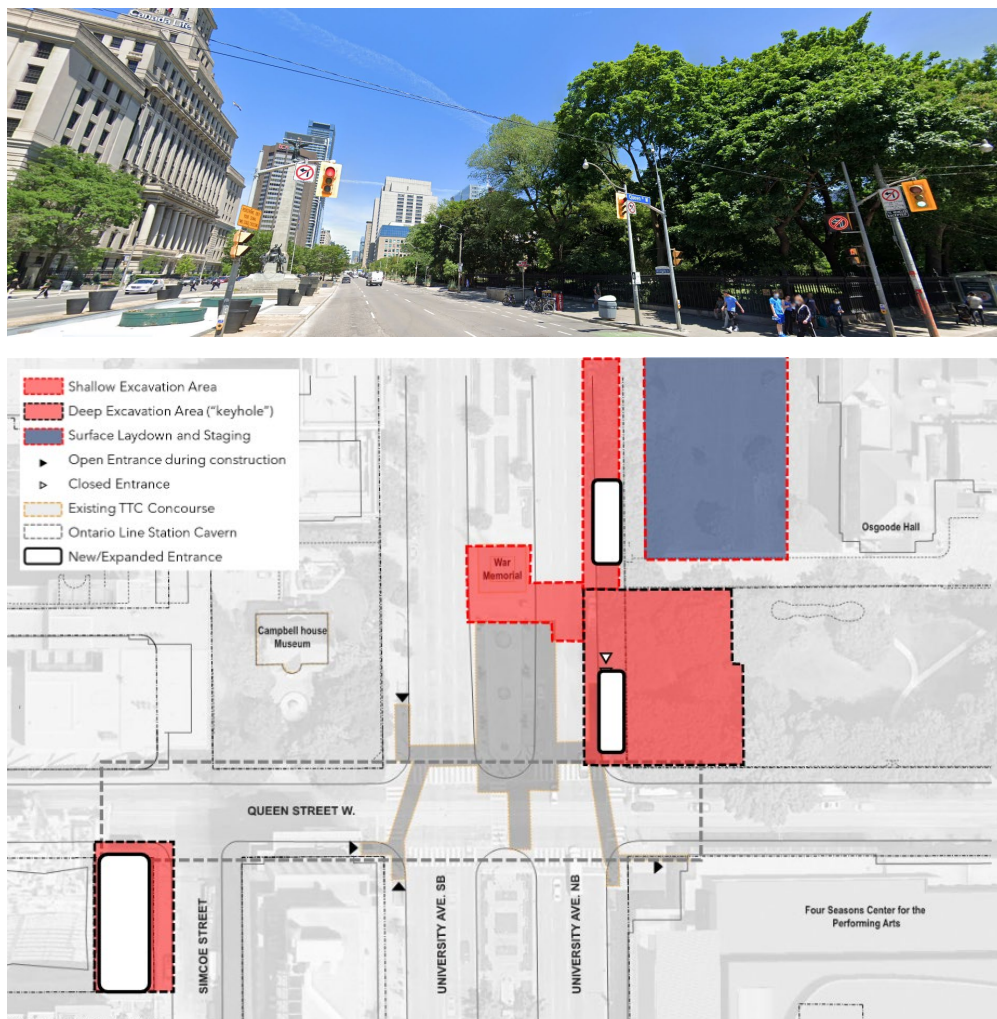 Canada Life
Queen St W
Shallow Excavation Area
Deep Excavation Area ("keyhole")
Surface Laydown and Staging
Open Entrance during construction
Closed Entrance
Existing TTC Concourse
Ontario Line Station Cavern
New/Expanded Entrance
Osgoode Hall
War
Memorial
Campbell house
Museum
QUEEN STREET W.
SIMCOE STREET
UNIVERSITY AVE. SB
UNIVERSITY AVE. NB
Four Seasons Center for the
Performing Arts